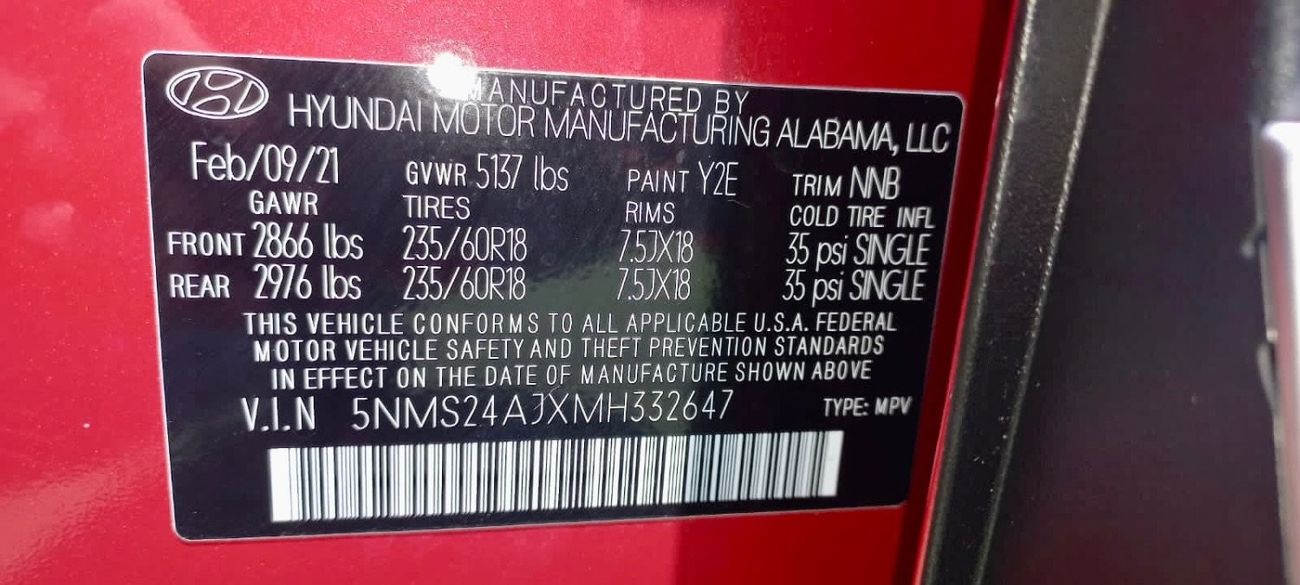 MANUFACTURED BY
HYUNDAI MOTOR MANUFACTURING ALABAMA, LLC
Feb/09/21 GVWR 5137 lbs PAINT Y2E TRIM NNB
GAWR TIRES RIMS COLD TIRE INFL
FRONT 2866 lbs 235/60R18 7.5JX18 35 psi SINGLE
REAR 2976 lbs 235/60R18 7.5JX18 35 psi SINGLE
THIS VEHICLE CONFORMS TO ALL APPLICABLE U.S.A. FEDERAL
MOTOR VEHICLE SAFETY AND THEFT PREVENTION STANDARDS
IN EFFECT ON THE DATE OF MANUFACTURE SHOWN ABOVE
V.I.N 5NMS24AJXMH332647 TYPE: MPV